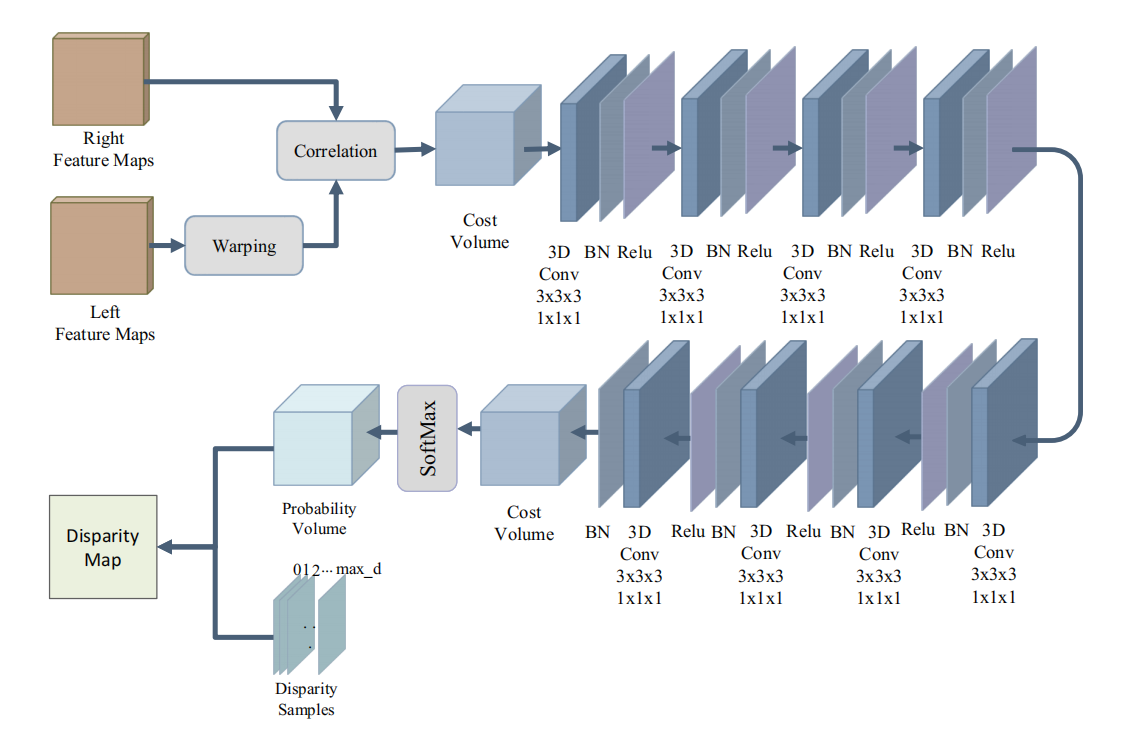 Right
Feature Maps
Correlation
Left
Feature Maps
Warping
Cost
Volume
3D
Conv
3x3x3
1x1x1
BN
Relu
3D
Conv
3x3x3
1x1x1
BN
Relu
3D
Conv
3x3x3
1x1x1
BN
Relu
3D
Conv
3x3x3
1x1x1
BN
Relu
3D
Conv
3x3x3
1x1x1
BN
Relu
3D
Conv
3x3x3
1x1x1
BN
Relu
3D
Conv
3x3x3
1x1x1
BN
Relu
3D
Conv
3x3x3
1x1x1
BN
Cost
Volume
SoftMax
Probability
Volume
012... max_d
. .
.
Disparity
Samples
Disparity
Map